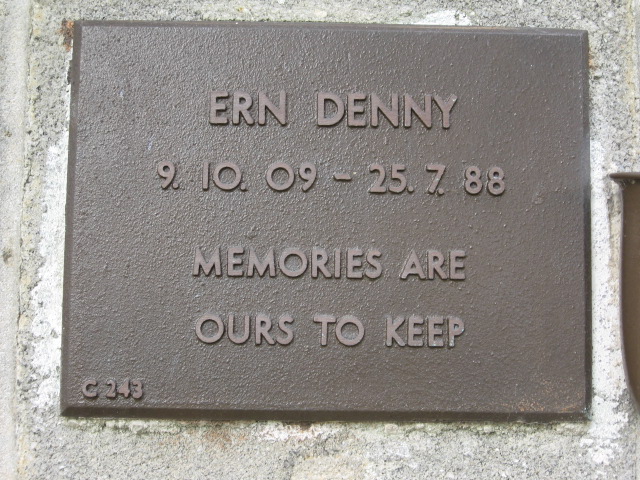 ERN DENNY
9. 10. 09 - 25. 7. 88
MEMORIES ARE
OURS TO KEEP
C 243